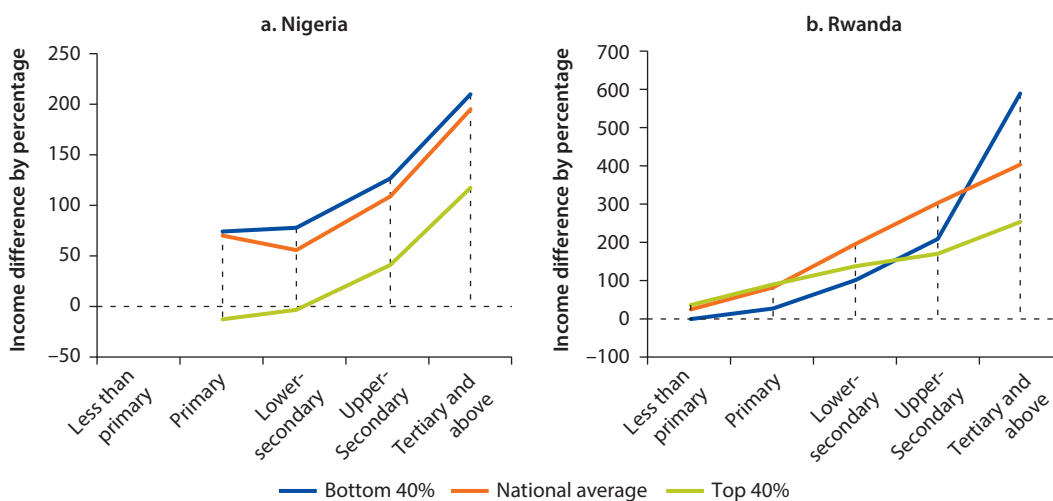 a. Nigeria
Income difference by percentage
250
200
150
100
50
0
–50
Less than
primary
Primary
Lower-
secondary
Upper-
Secondary
Tertiary and
above
b. Rwanda
Income difference by percentage
700
600
500
400
300
200
100
0
–100
Less than
primary
Primary
Lower-
secondary
Upper-
Secondary
Tertiary and
above
Bottom 40% National average Top 40%